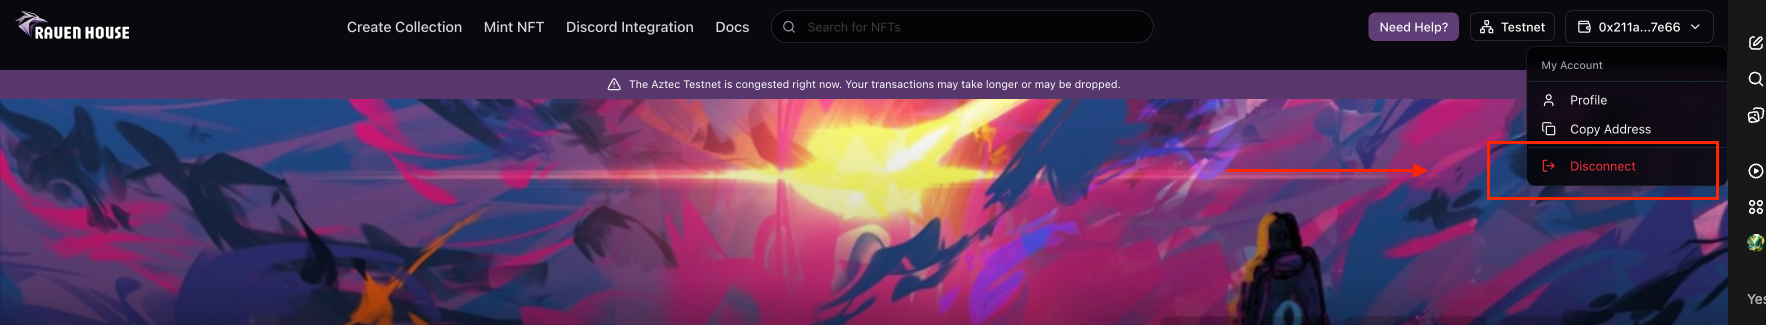 RAVEN HOUSE
Create Collection
Mint NFT
Discord Integration
Docs
Search for NFTs
Need Help?
Testnet
0x211a...7e66
The Aztec Testnet is congested right now. Your transactions may take longer or may be dropped.
My Account
Profile
Copy Address
Disconnect
Yes